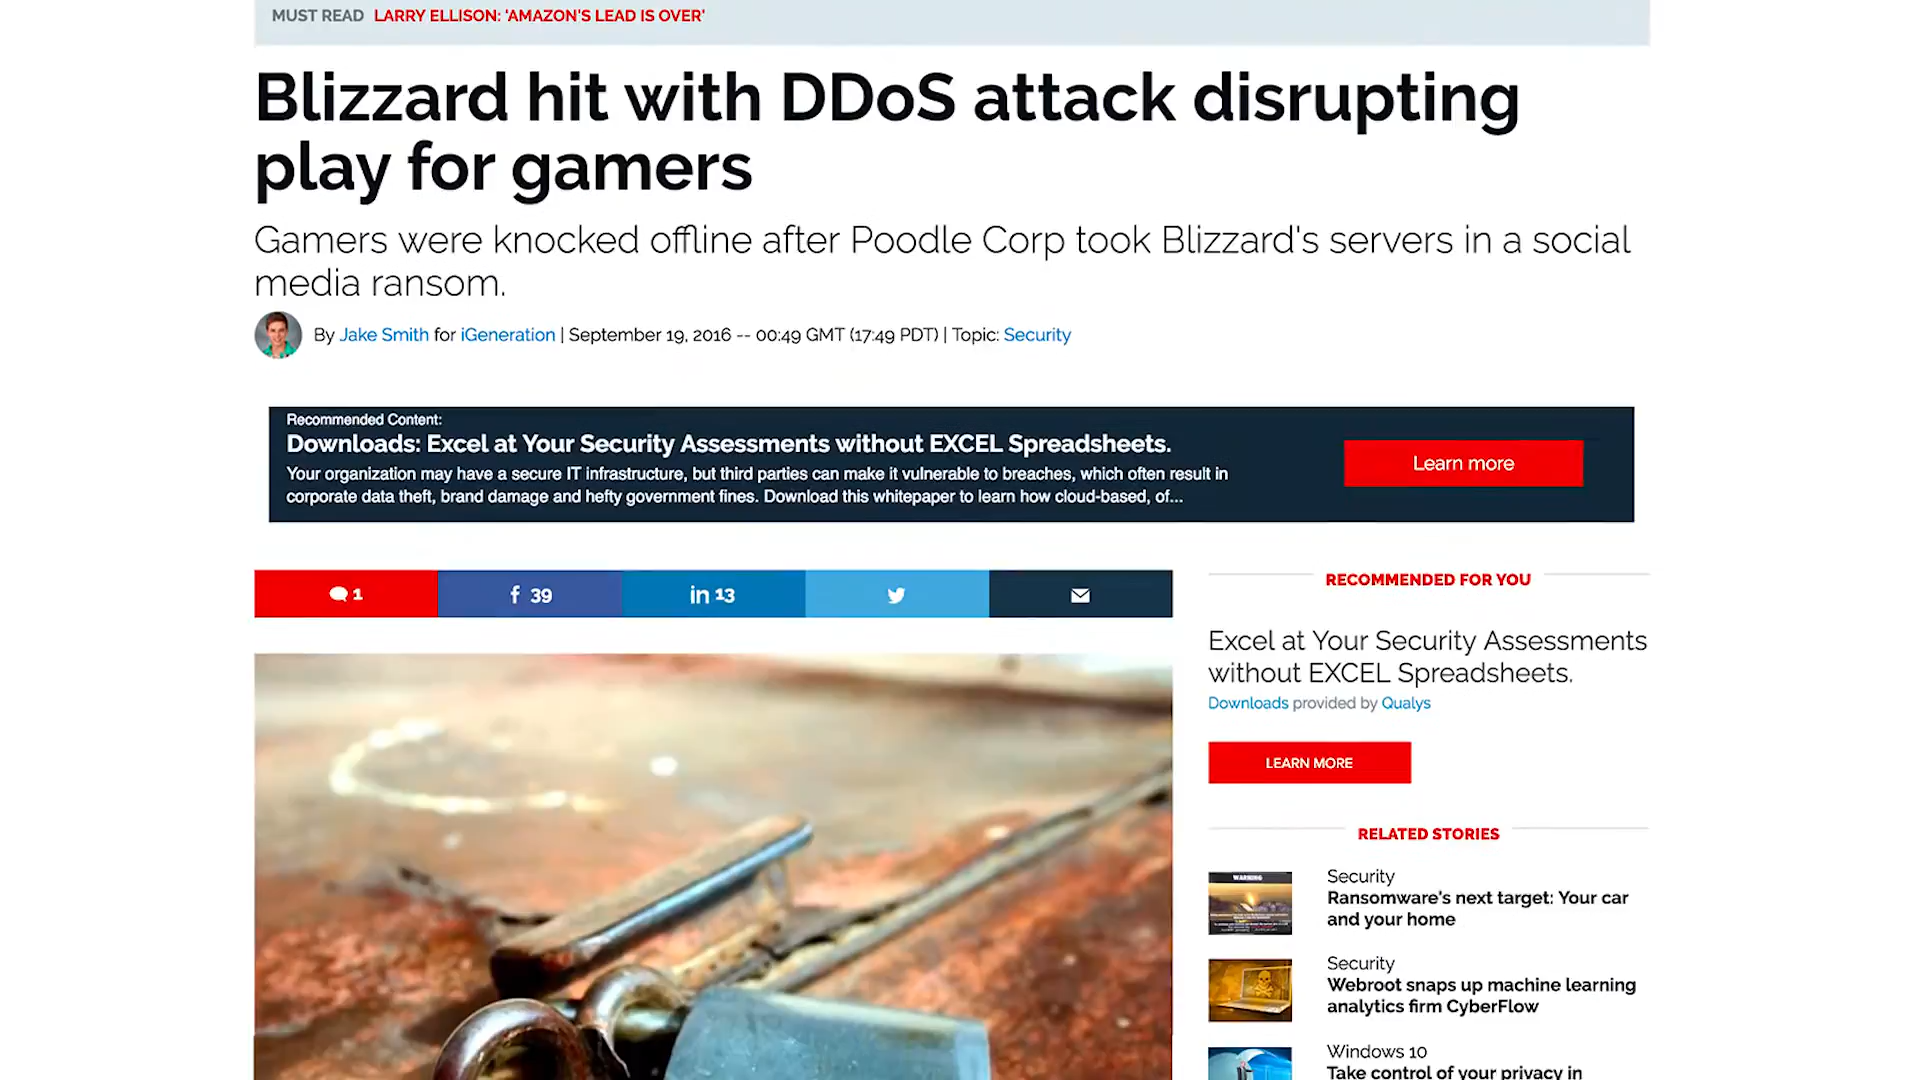 MUST READ LARRY ELLISON: 'AMAZON'S LEAD IS OVER'
Blizzard hit with DDoS attack disrupting
play for gamers
Gamers were knocked offline after Poodle Corp took Blizzard's servers in a social
media ransom.
By Jake Smith for iGeneration | September 19, 2016 -- 00:49 GMT (17:49 PDT) | Topic: Security
Recommended Content:
Downloads: Excel at Your Security Assessments without EXCEL Spreadsheets.
Your organization may have a secure IT infrastructure, but third parties can make it vulnerable to breaches, which often result in
corporate data theft, brand damage and hefty government fines. Download this whitepaper to learn how cloud-based, of...
Learn more
1
f 39
in 13
RECOMMENDED FOR YOU
Excel at Your Security Assessments
without EXCEL Spreadsheets.
Downloads provided by Qualys
LEARN MORE
RELATED STORIES
WARNING
Security
Ransomware's next target: Your car
and your home
Security
Webroot snaps up machine learning
analytics firm CyberFlow
Windows 10
Take control of your privacy in